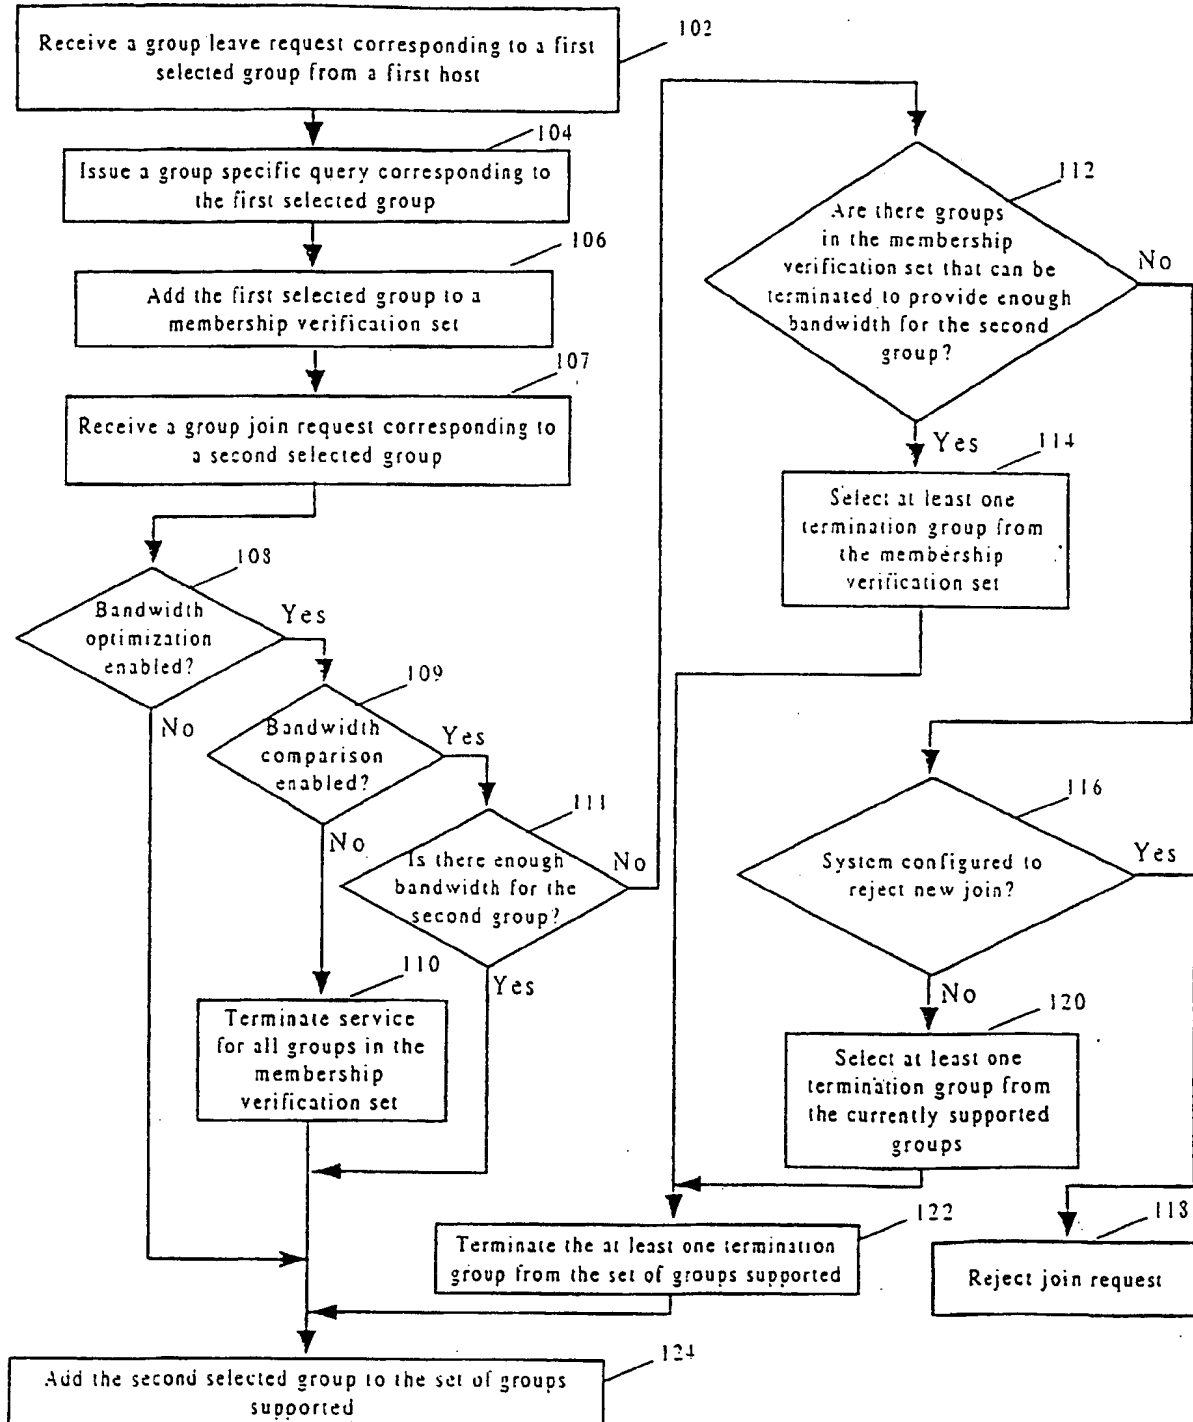 102
Receive a group leave request corresponding to a first
selected group from a first host
104
Issue a group specific query corresponding to
the first selected group
106
Add the first selected group to a
membership verification set
107
Receive a group join request corresponding to
a second selected group
108
Bandwidth
optimization
enabled?
Yes
No
109
Bandwidth
comparison
enabled?
Yes
No
111
Is there enough
bandwidth for the
second group?
No
Yes
110
Terminate service
for all groups in the
membership
verification set
112
Are there groups
in the membership
verification set that can be
terminated to provide enough
bandwidth for the second
group?
No
Yes
114
Select at least one
termination group from
the membership
verification set
116
System configured to
reject new join?
Yes
No
120
Select at least one
termination group from
the currently supported
groups
122
Terminate the at least one termination
group from the set of groups supported
118
Reject join request
124
Add the second selected group to the set of groups
supported